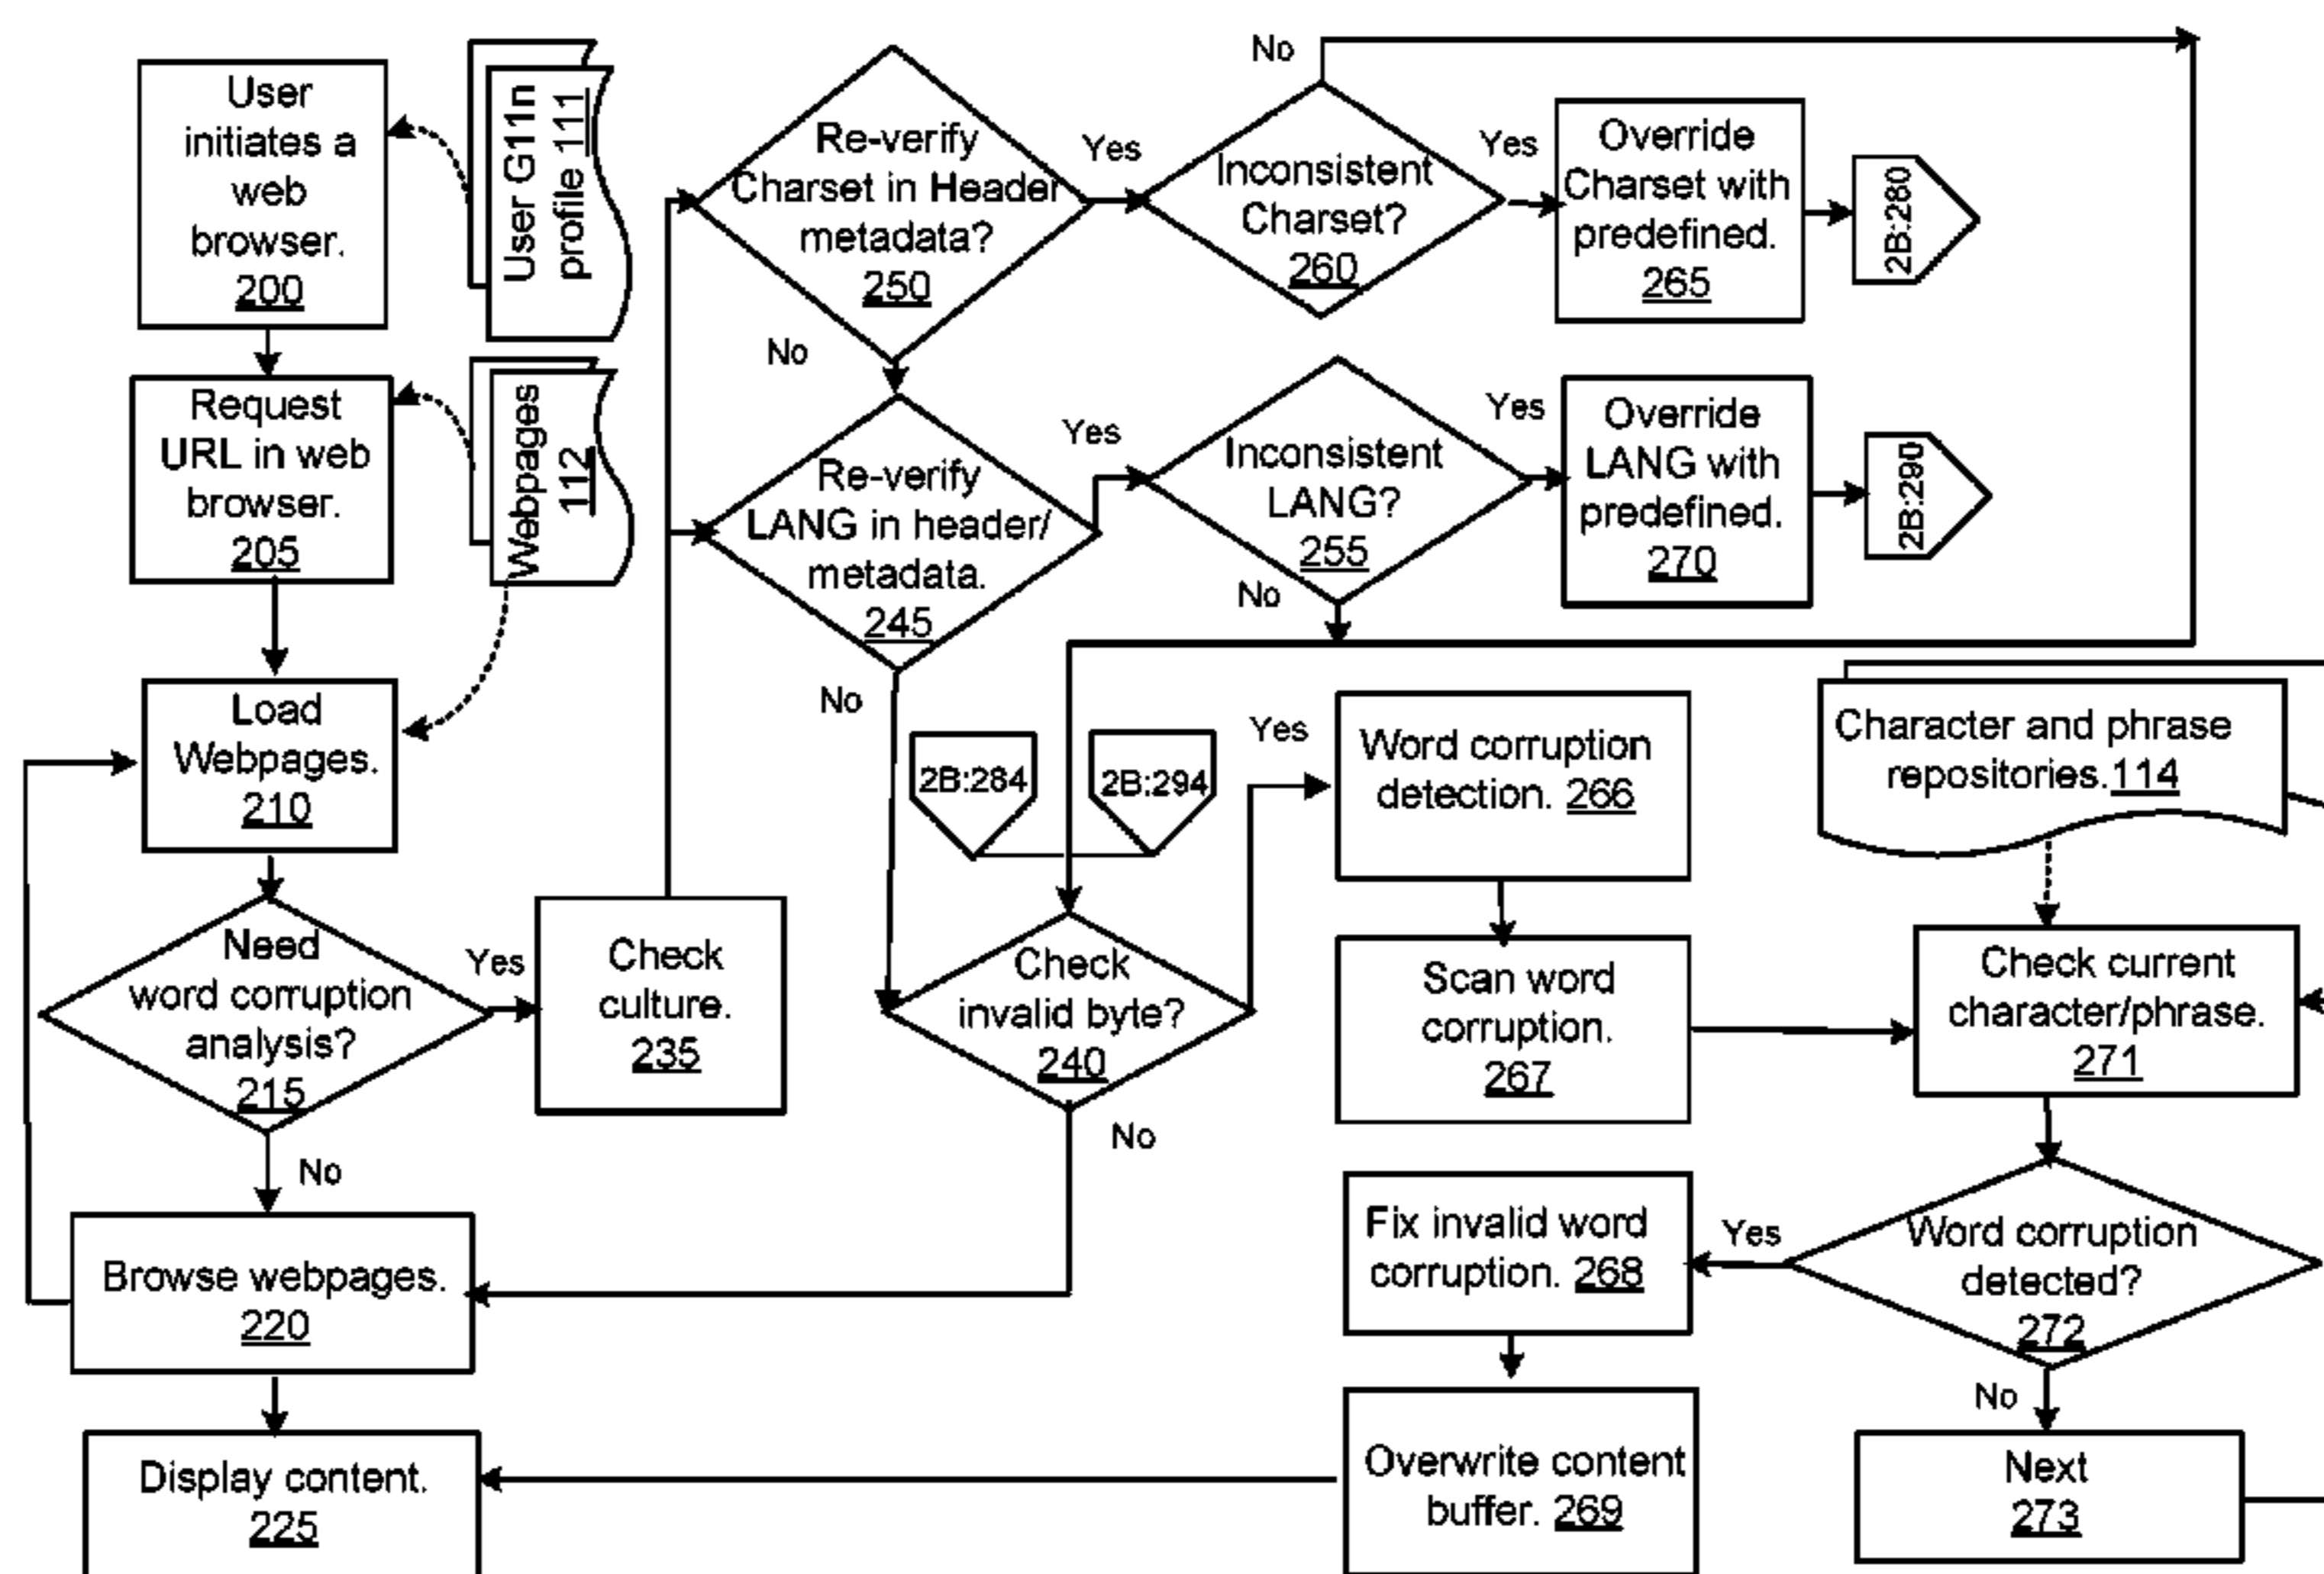 User
initiates a
web
browser.
200
User G11n
profile 111
Request
URL in web
browser.
205
Webpages
112
Load
Webpages.
210
Need
word corruption
analysis?
215
Yes
No
Check
culture.
235
Browse webpages.
220
Display content.
225
Re-verify
Charset in Header
metadata?
250
Yes
No
Inconsistent
Charset?
260
No
Yes
Override
Charset with
predefined.
265
2B:280
Re-verify
LANG in header/
metadata.
245
Yes
No
Inconsistent
LANG?
255
Yes
No
Override
LANG with
predefined.
270
2B:290
2B:284
2B:294
Check
invalid byte?
240
Yes
No
Word corruption
detection. 266
Scan word
corruption.
267
Character and phrase
repositories.114
Check current
character/phrase.
271
Word corruption
detected?
272
Yes
No
Fix invalid word
corruption. 268
Overwrite content
buffer. 269
Next
273